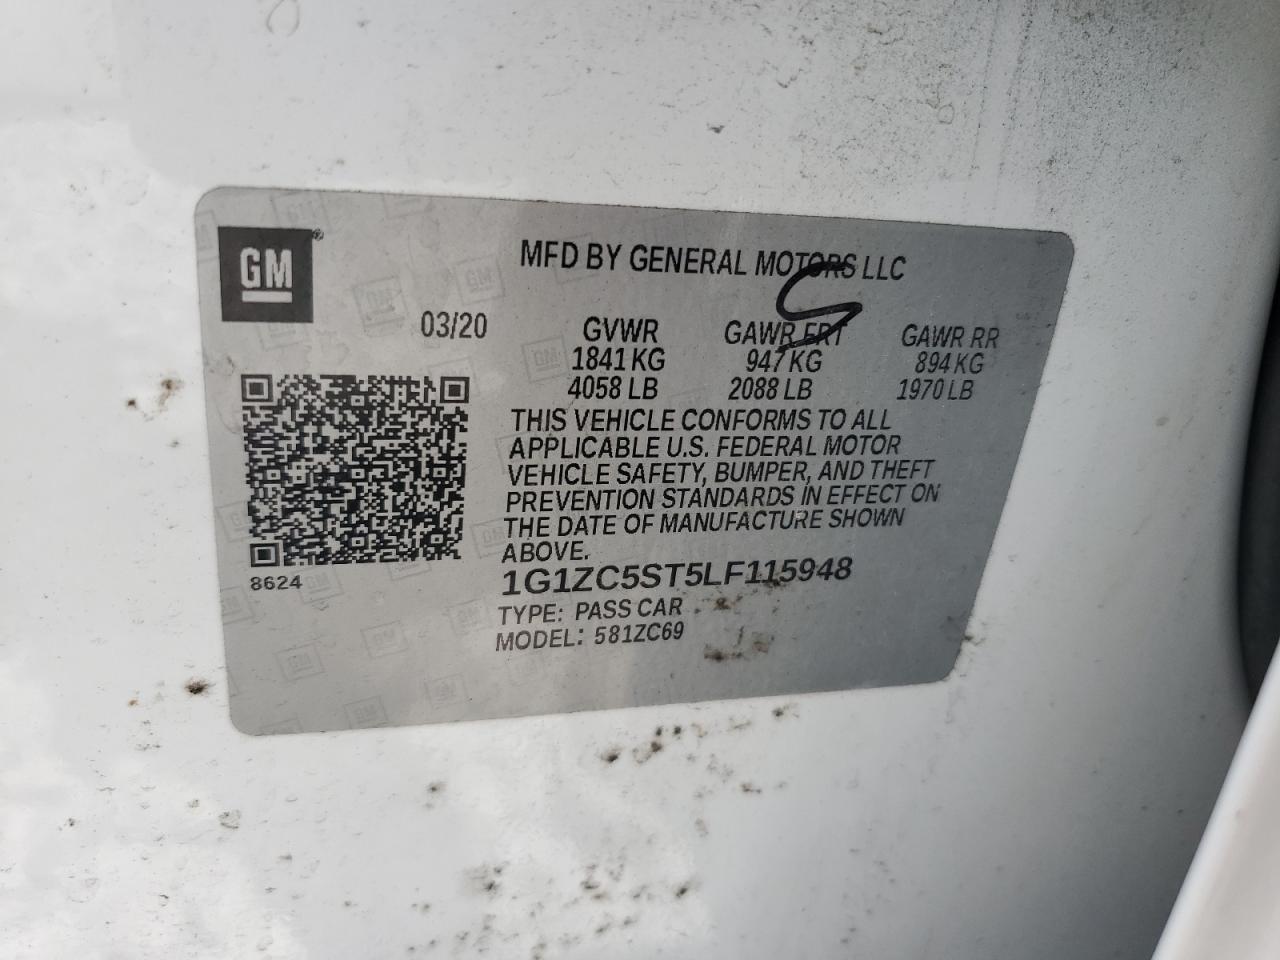 GM
MFD BY GENERAL MOTORS LLC
03/20 GVWR GAWR FRT GAWR RR
1841 KG 947 KG 894 KG
4058 LB 2088 LB 1970 LB
THIS VEHICLE CONFORMS TO ALL
APPLICABLE U.S. FEDERAL MOTOR
VEHICLE SAFETY, BUMPER, AND THEFT
PREVENTION STANDARDS IN EFFECT ON
THE DATE OF MANUFACTURE SHOWN
ABOVE.
8624
1G1ZC5ST5LF115948
TYPE: PASS CAR
MODEL: 581ZC69